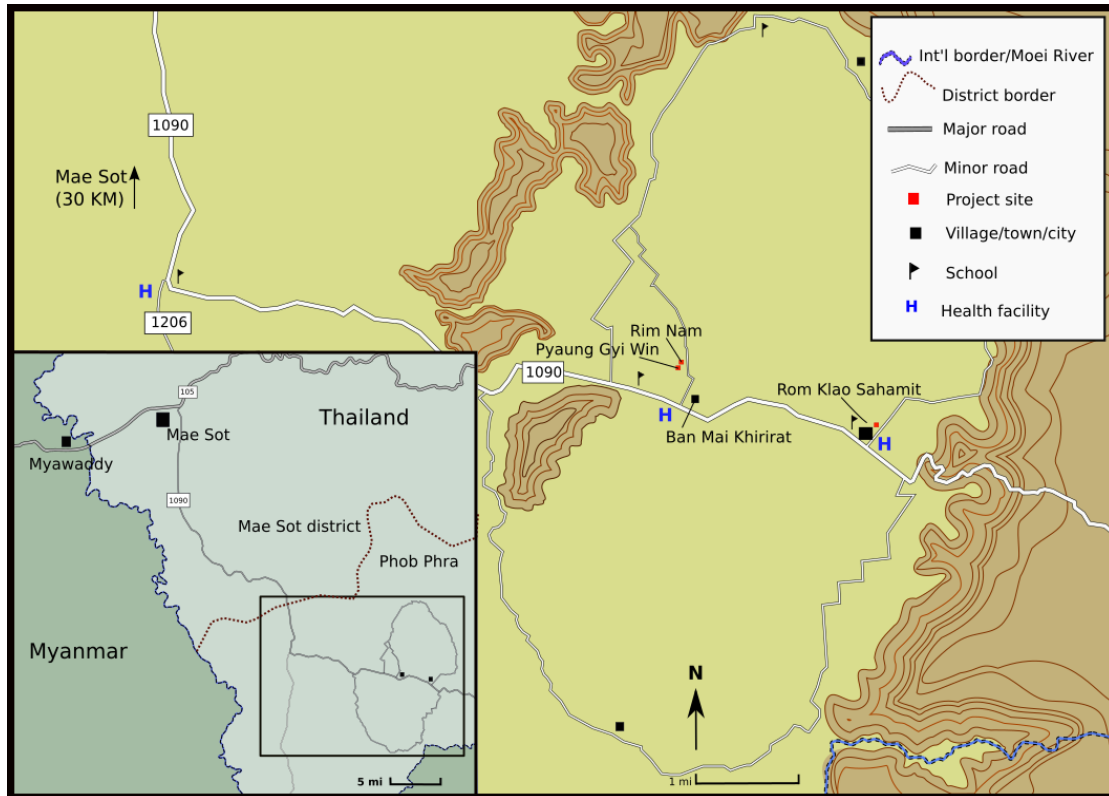 1090
Mae Sot
(30 KM)
H
1206
Int'l border/Moei River
District border
Major road
Minor road
Project site
Village/town/city
School
H
Health facility
Rim Nam
Pyaung Gyi Win
1090
Rom Klao Sahamit
H
Ban Mai Khirirat
H
105
Thailand
Mae Sot
Myawaddy
1090
Mae Sot district
Phob Phra
Myanmar
5 mi
N
1 mi